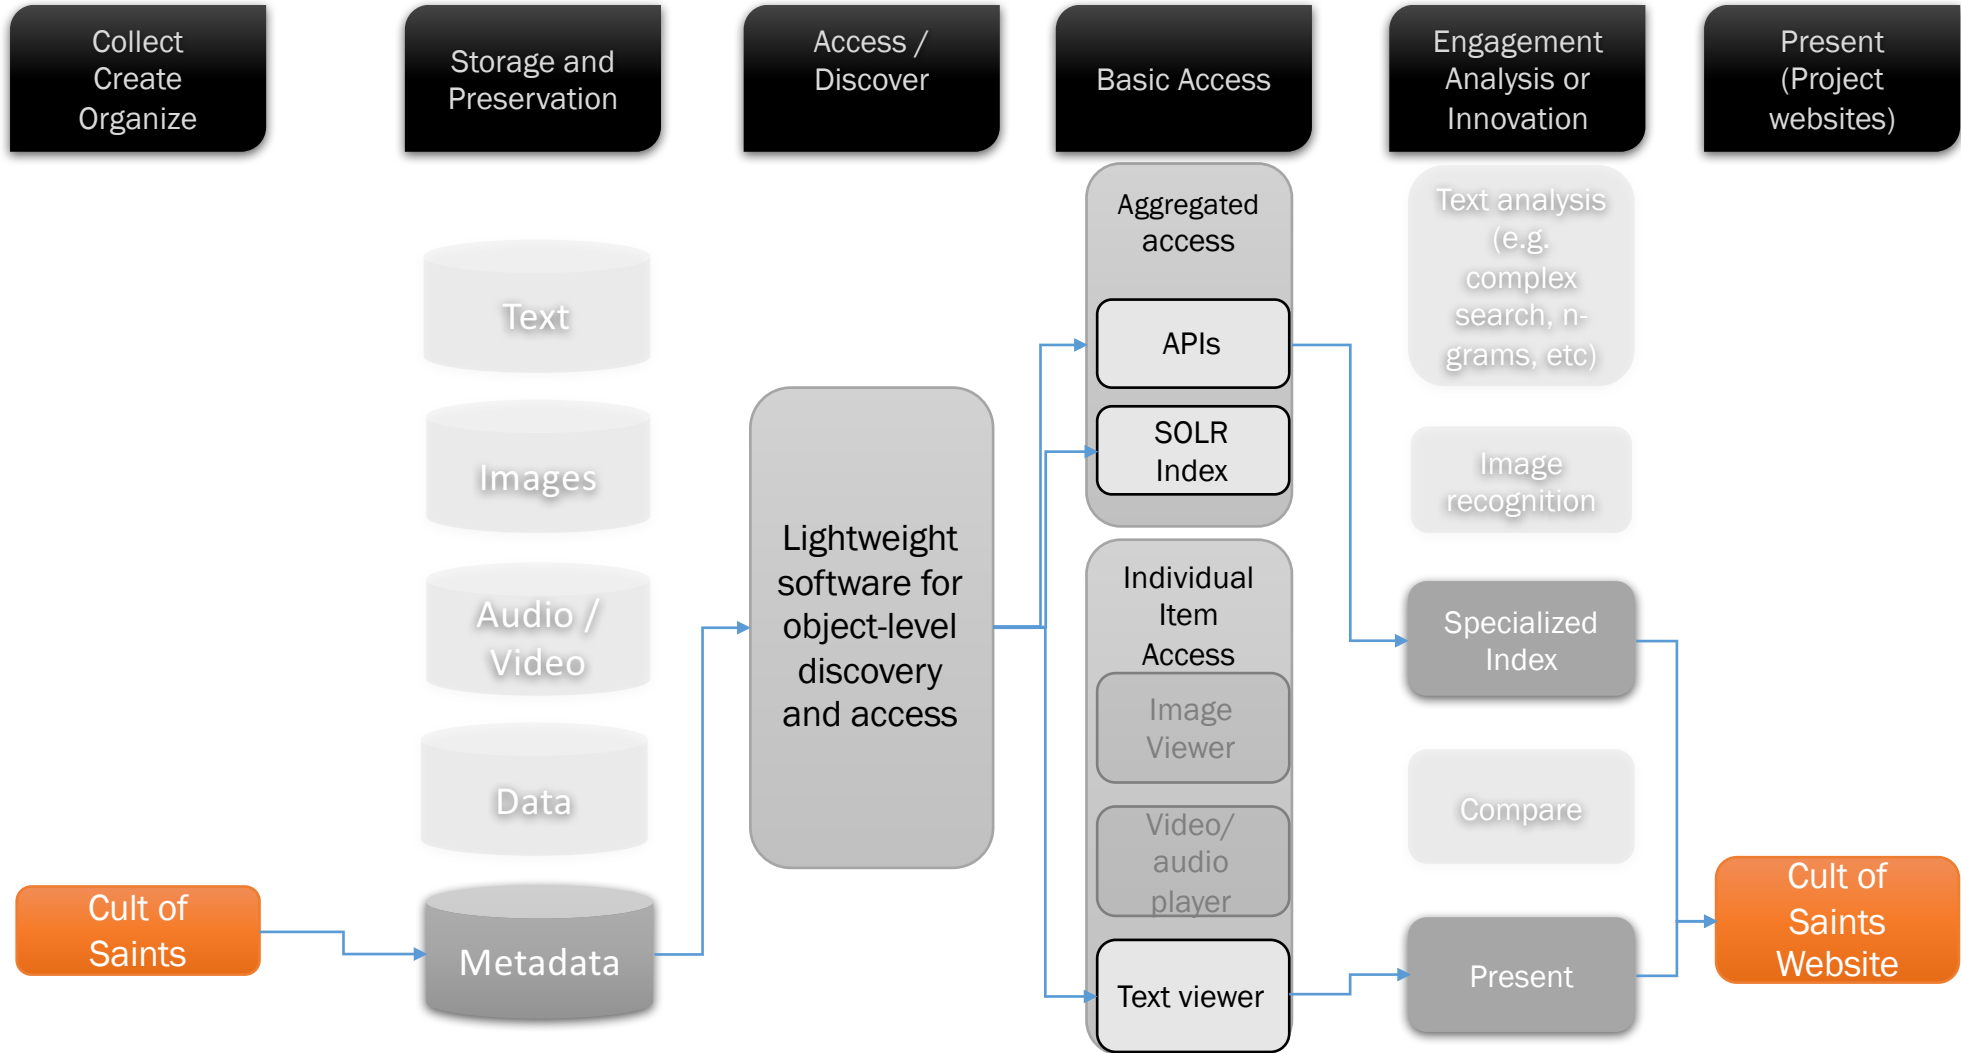 Collect
Create
Organize
Storage and
Preservation
Access /
Discover
Basic Access
Engagement
Analysis or
Innovation
Present
(Project
websites)
Text
Images
Audio /
Video
Data
Metadata
Cult of
Saints
Lightweight
software for
object-level
discovery
and access
Aggregated
access
APIs
SOLR
Index
Individual
Item
Access
Image
Viewer
Video/
audio
player
Text viewer
Text analysis
(e.g.
complex
search, n-
grams, etc)
Image
recognition
Specialized
Index
Compare
Present
Cult of
Saints
Website